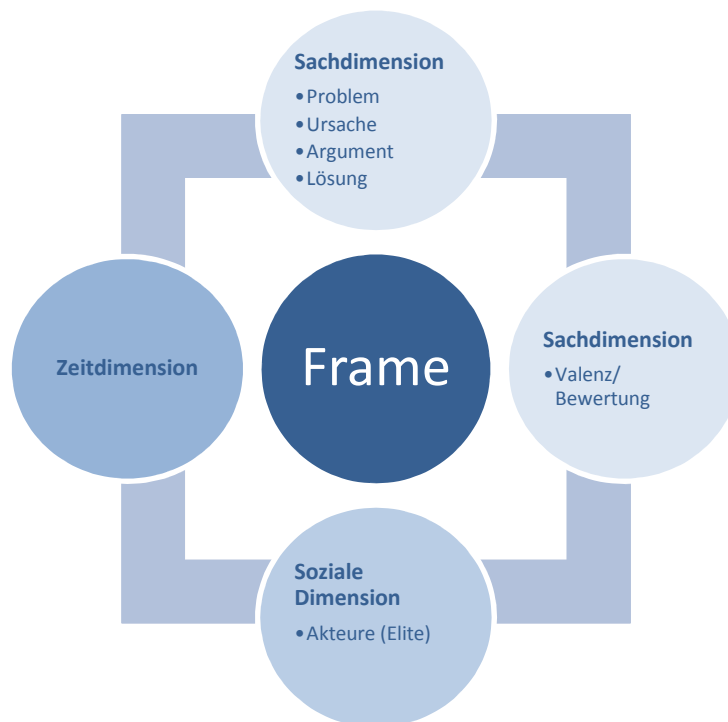 Sachdimension
•Problem
•Ursache
•Argument
•Lösung
Zeitdimension
Frame
Sachdimension
•Valenz/
Bewertung
Soziale
Dimension
•Akteure (Elite)